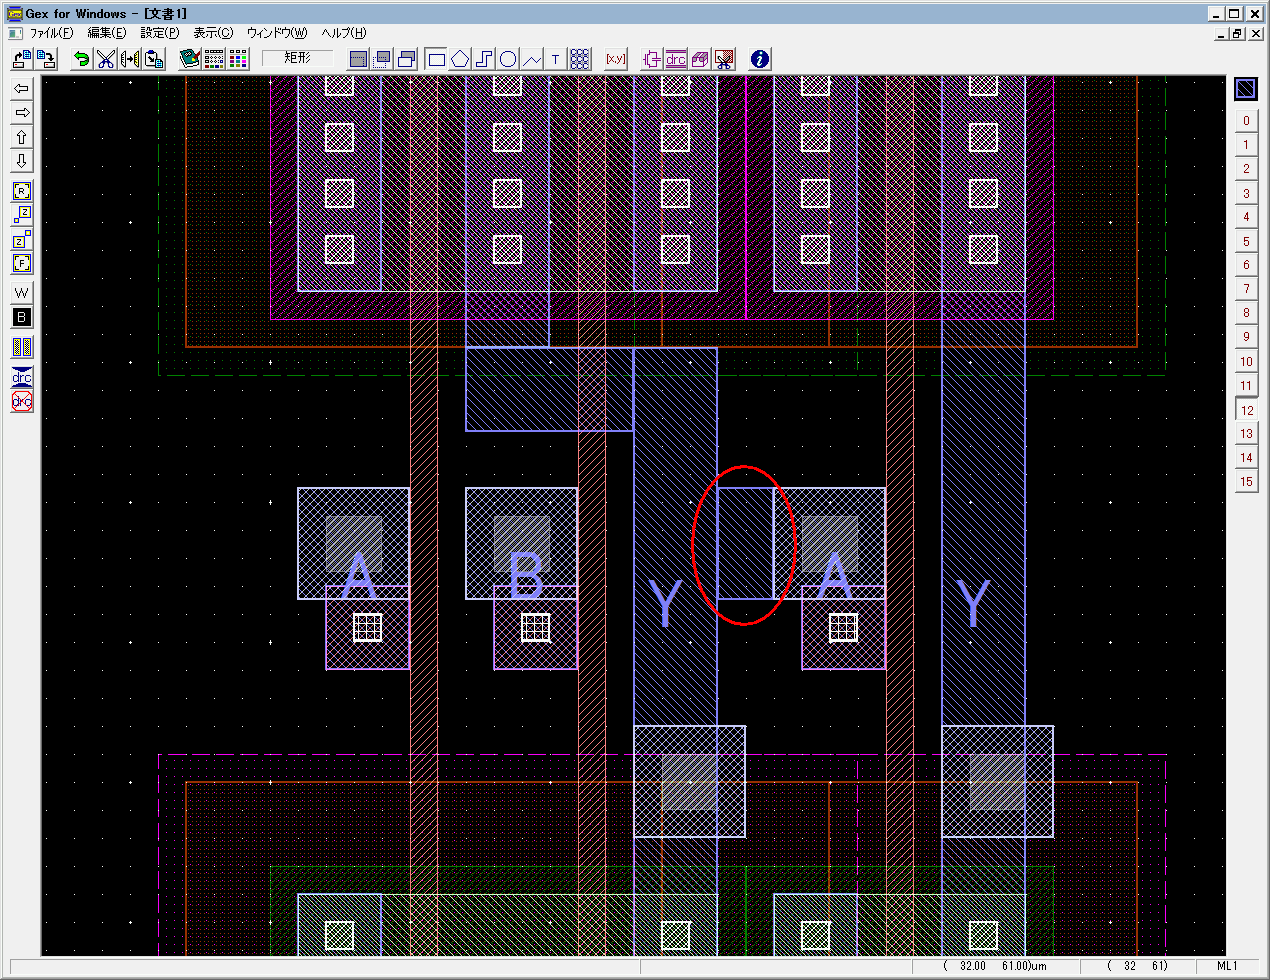 Gex for Windows - [文書1]
ファイル(F) 編集(E) 設定(P) 表示(C) ウィンドウ(W) ヘルプ(H)
矩形
T
[x,y]
drc
i
R
Z
Z
F
W
B
drc
drc
0
1
2
3
4
5
6
7
8
9
10
11
12
13
14
15
A B Y A Y
( 32.00 61.00)um ( 32 61) ML1